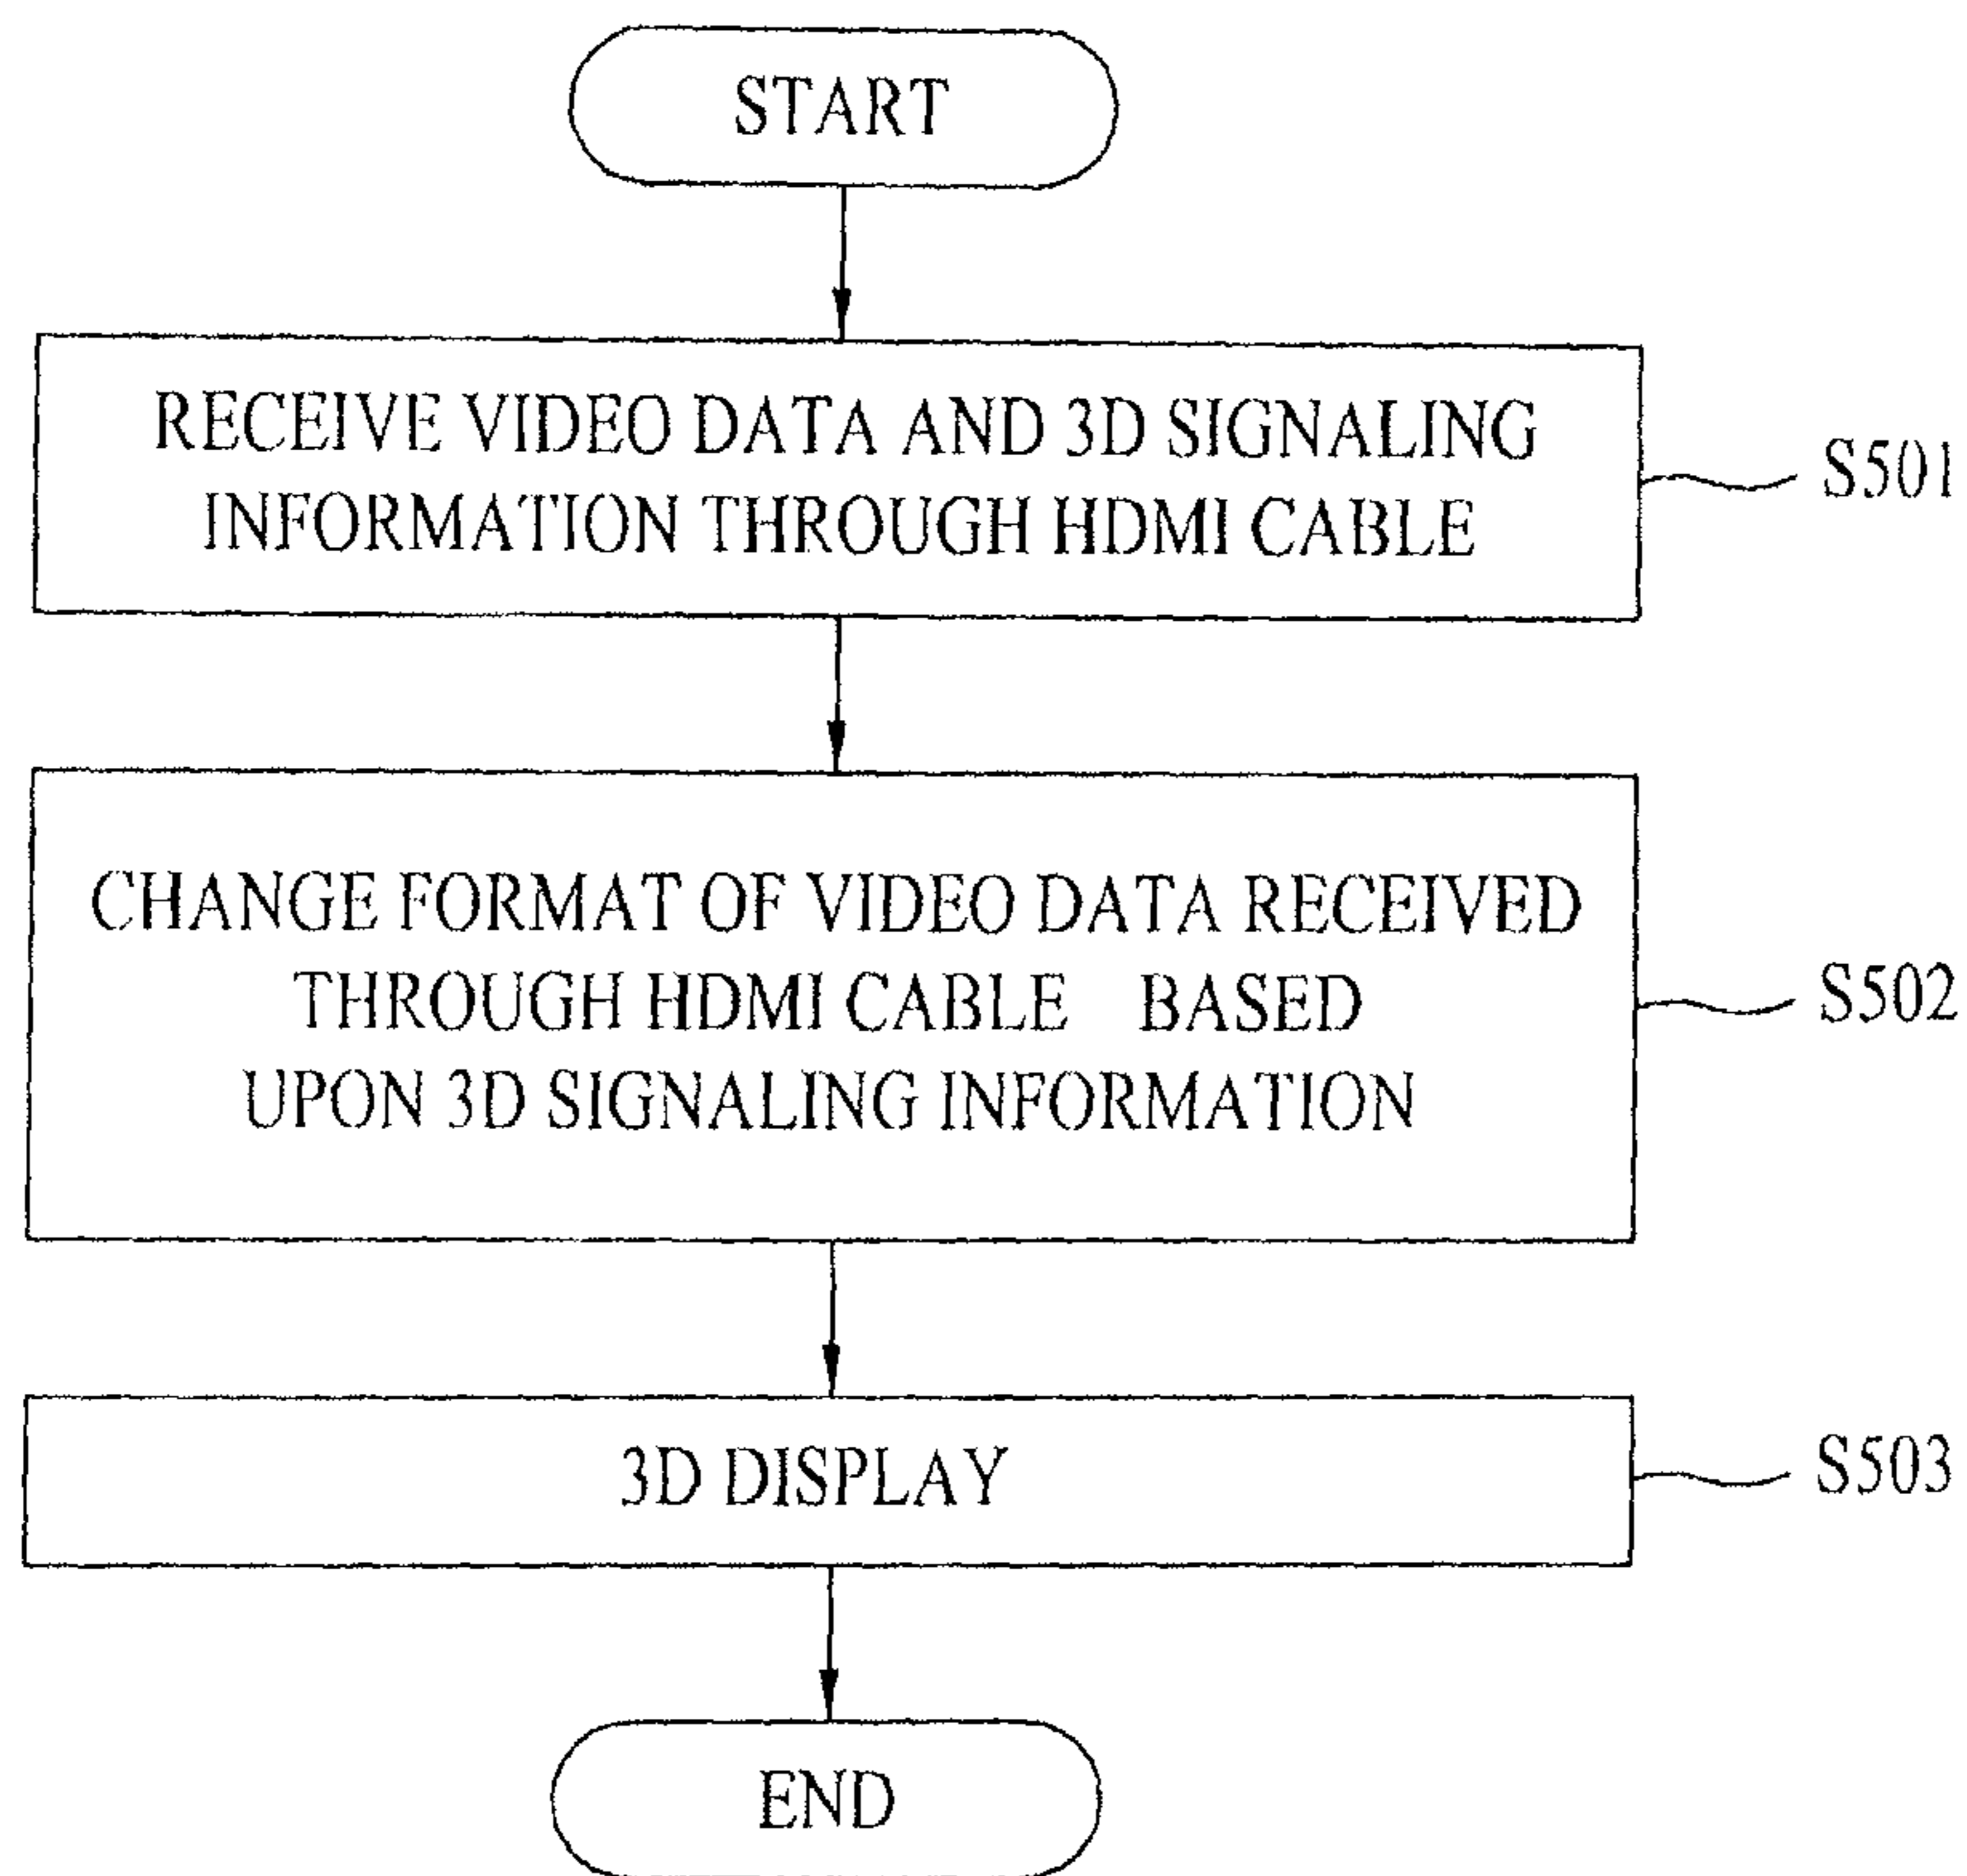 START
RECEIVE VIDEO DATA AND 3D SIGNALING
INFORMATION THROUGH HDMI CABLE
S501
CHANGE FORMAT OF VIDEO DATA RECEIVED
THROUGH HDMI CABLE BASED
UPON 3D SIGNALING INFORMATION
S502
3D DISPLAY
S503
END